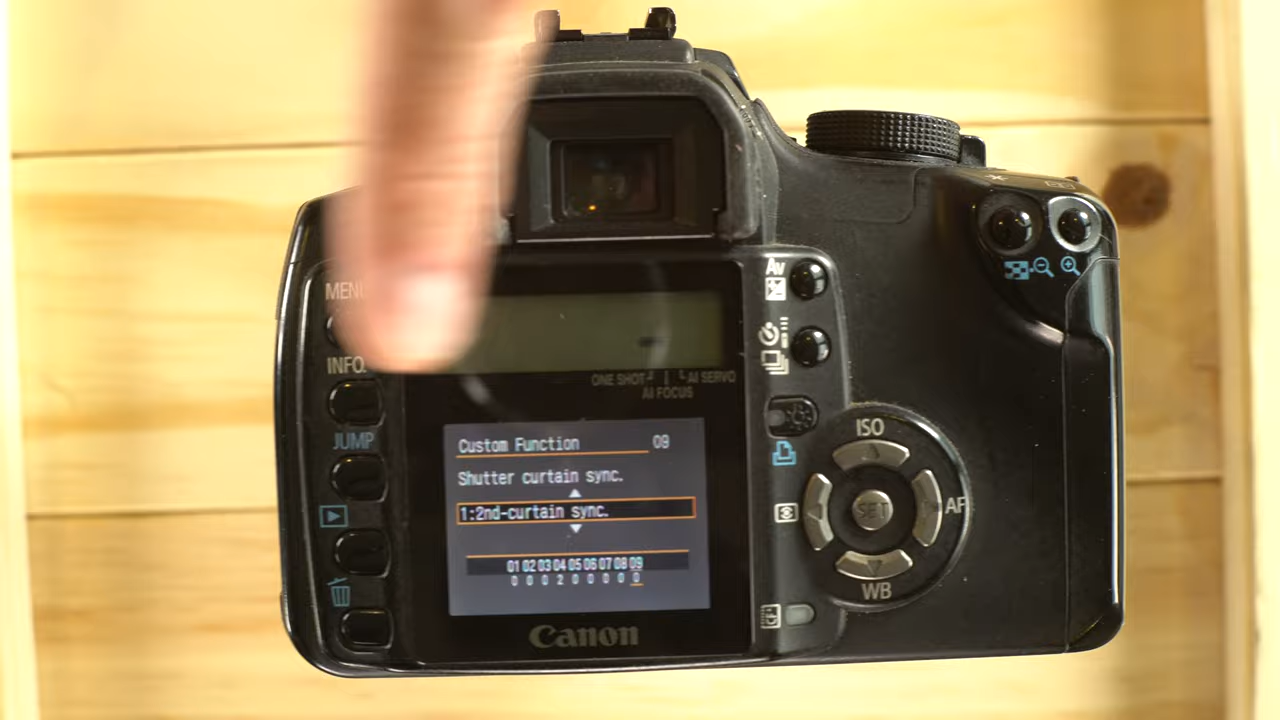 MENU
INFO.
JUMP
ONE SHOT AI SERVO
AI FOCUS
Custom Function 09
Shutter curtain sync.
1:2nd-curtain sync.
01 02 03 04 05 06 07 08 09
0 0 0 2 0 0 0 0 0
Canon
Av
ISO
AF
SET
WB